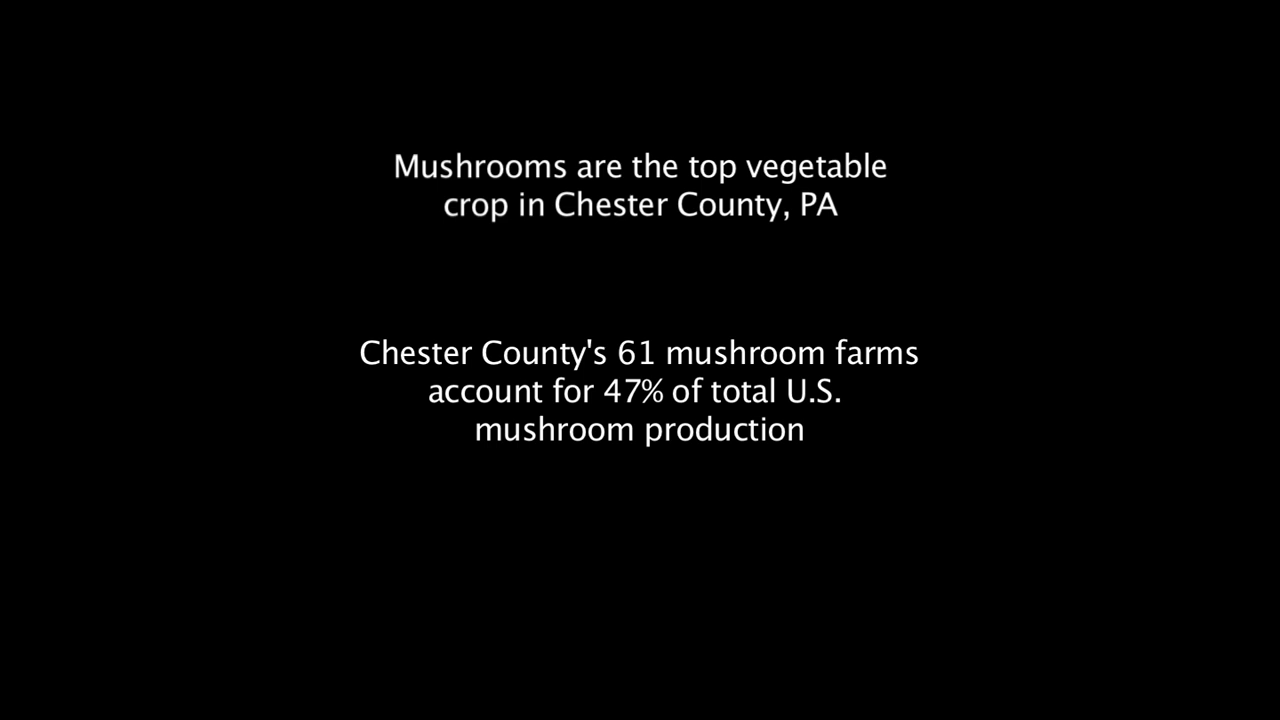 Mushrooms are the top vegetable
crop in Chester County, PA
Chester County's 61 mushroom farms
account for 47% of total U.S.
mushroom production